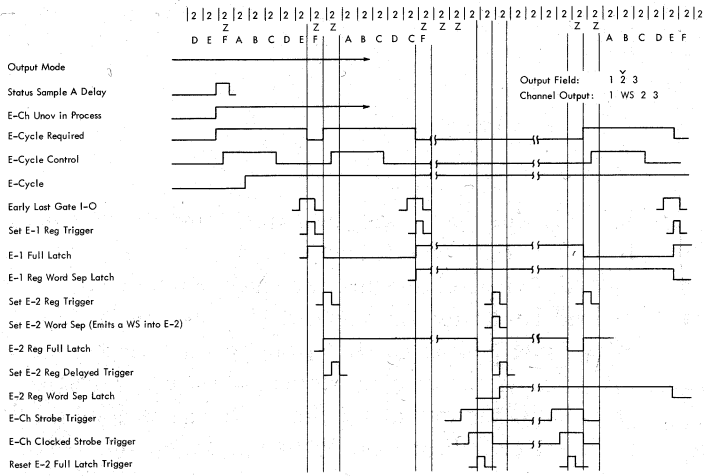 2 2 2 2 2 2 2 2 2 2 2 2 2 2 2 2 2 2 2 2 2 2 2 2 2 2 2 2 2 2 2 2 2 2
Z Z Z Z Z Z Z Z
D E F A B C D E F A B C D C F A B C D E F
Output Mode
Status Sample A Delay
Output Field: 1 2̌ 3
Channel Output: 1 WS 2 3
E-Ch Unov in Process
E-Cycle Required
E-Cycle Control
E-Cycle
Early Last Gate I-O
Set E-1 Reg Trigger
E-1 Full Latch
E-1 Reg Word Sep Latch
Set E-2 Reg Trigger
Set E-2 Word Sep (Emits a WS into E-2)
E-2 Reg Full Latch
Set E-2 Reg Delayed Trigger
E-2 Reg Word Sep Latch
E-Ch Strobe Trigger
E-Ch Clocked Strobe Trigger
Reset E-2 Full Latch Trigger